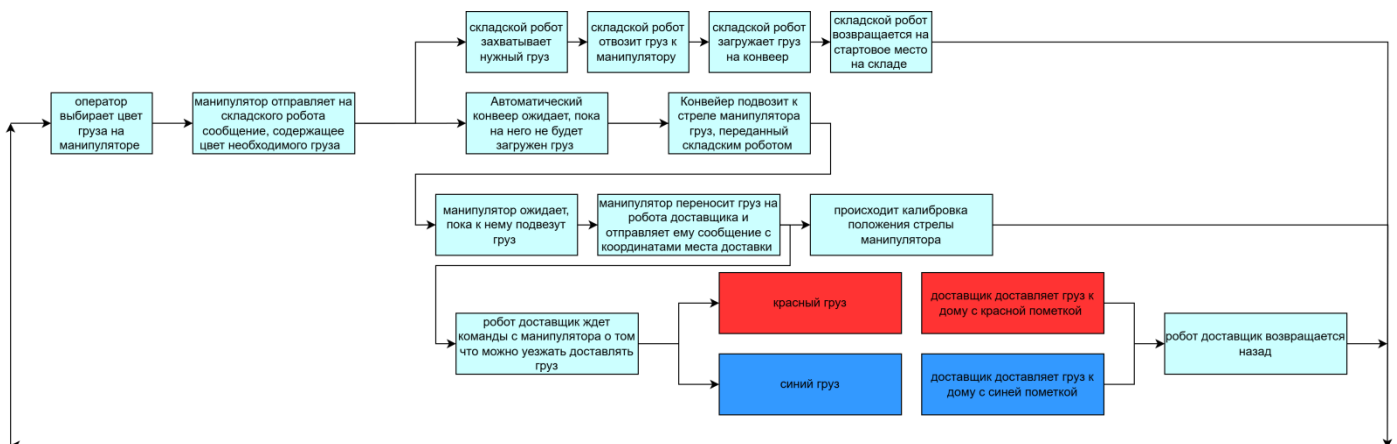 складской робот
захватывает
нужный груз
складской робот
отвозит груз к
манипулятору
складской робот
загружает груз
на конвеер
складской робот
возвращается на
стартовое место
на складе
оператор
выбирает цвет
груза на
манипуляторе
манипулятор отправляет на
складского робота
сообщение, содержащее
цвет необходимого груза
Автоматический
конвеер ожидает, пока
на него не будет
загружен груз
Конвейер подвозит к
стреле манипулятора
груз, переданный
складским роботом
манипулятор ожидает,
пока к нему подвезут
груз
манипулятор переносит груз на
робота доставщика и
отправляет ему сообщение с
координатами места доставки
происходит калибровка
положения стрелы
манипулятора
робот доставщик ждет
команды с манипулятора о том
что можно уезжать доставлять
груз
красный груз
доставщик доставляет груз к
дому с красной пометкой
синий груз
доставщик доставляет груз к
дому с синей пометкой
робот доставщик возвращается
назад